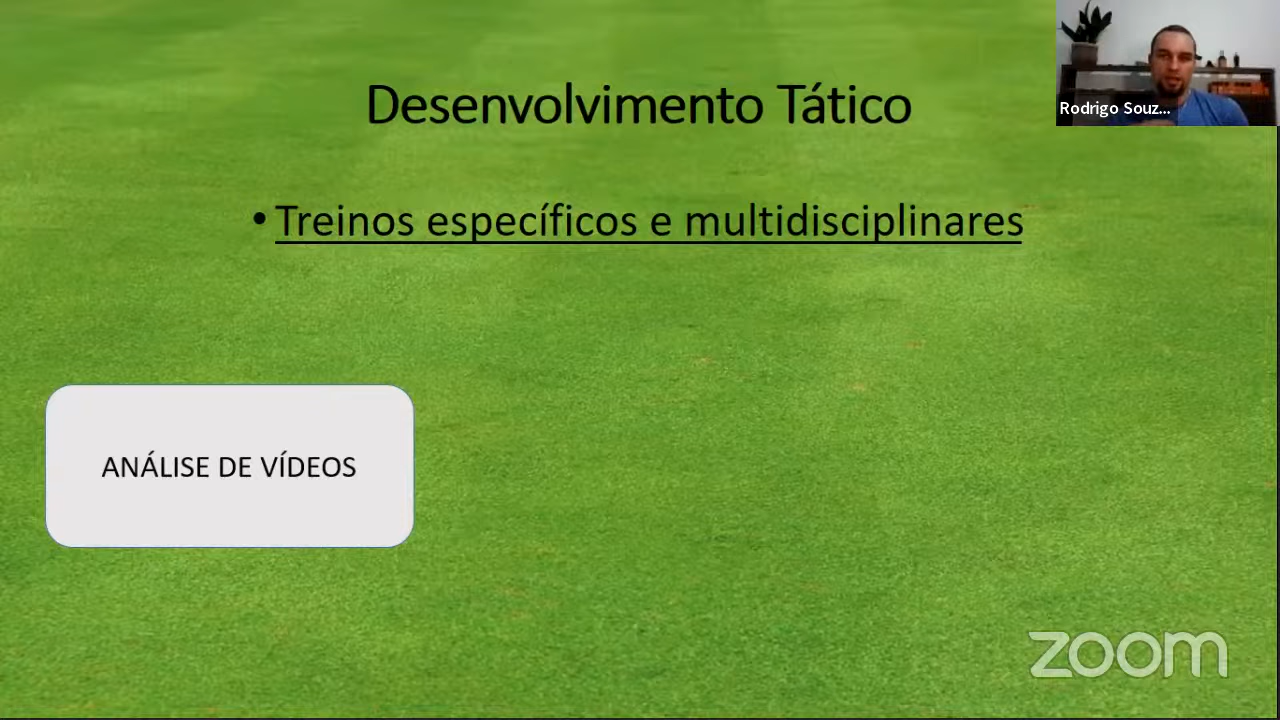 Desenvolvimento Tático
Rodrigo Souz...
• Treinos específicos e multidisciplinares
ANÁLISE DE VÍDEOS
zoom